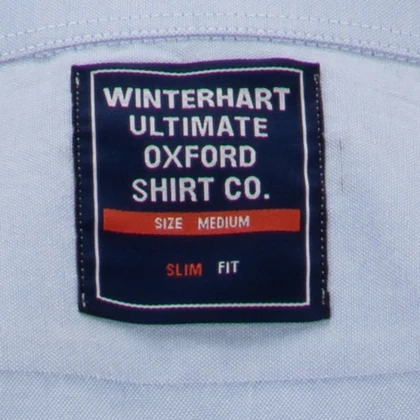 WINTERHART
ULTIMATE
OXFORD
SHIRT CO.
SIZE MEDIUM
SLIM FIT